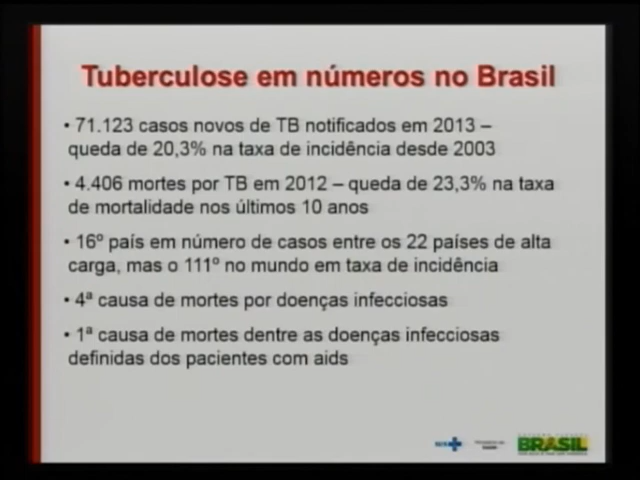 Tuberculose em números no Brasil
• 71.123 casos novos de TB notificados em 2013 –
queda de 20,3% na taxa de incidência desde 2003
• 4.406 mortes por TB em 2012 – queda de 23,3% na taxa
de mortalidade nos últimos 10 anos
• 16º país em número de casos entre os 22 países de alta
carga, mas o 111º no mundo em taxa de incidência
• 4ª causa de mortes por doenças infecciosas
• 1ª causa de mortes dentre as doenças infecciosas
definidas dos pacientes com aids
SUS
BRASIL